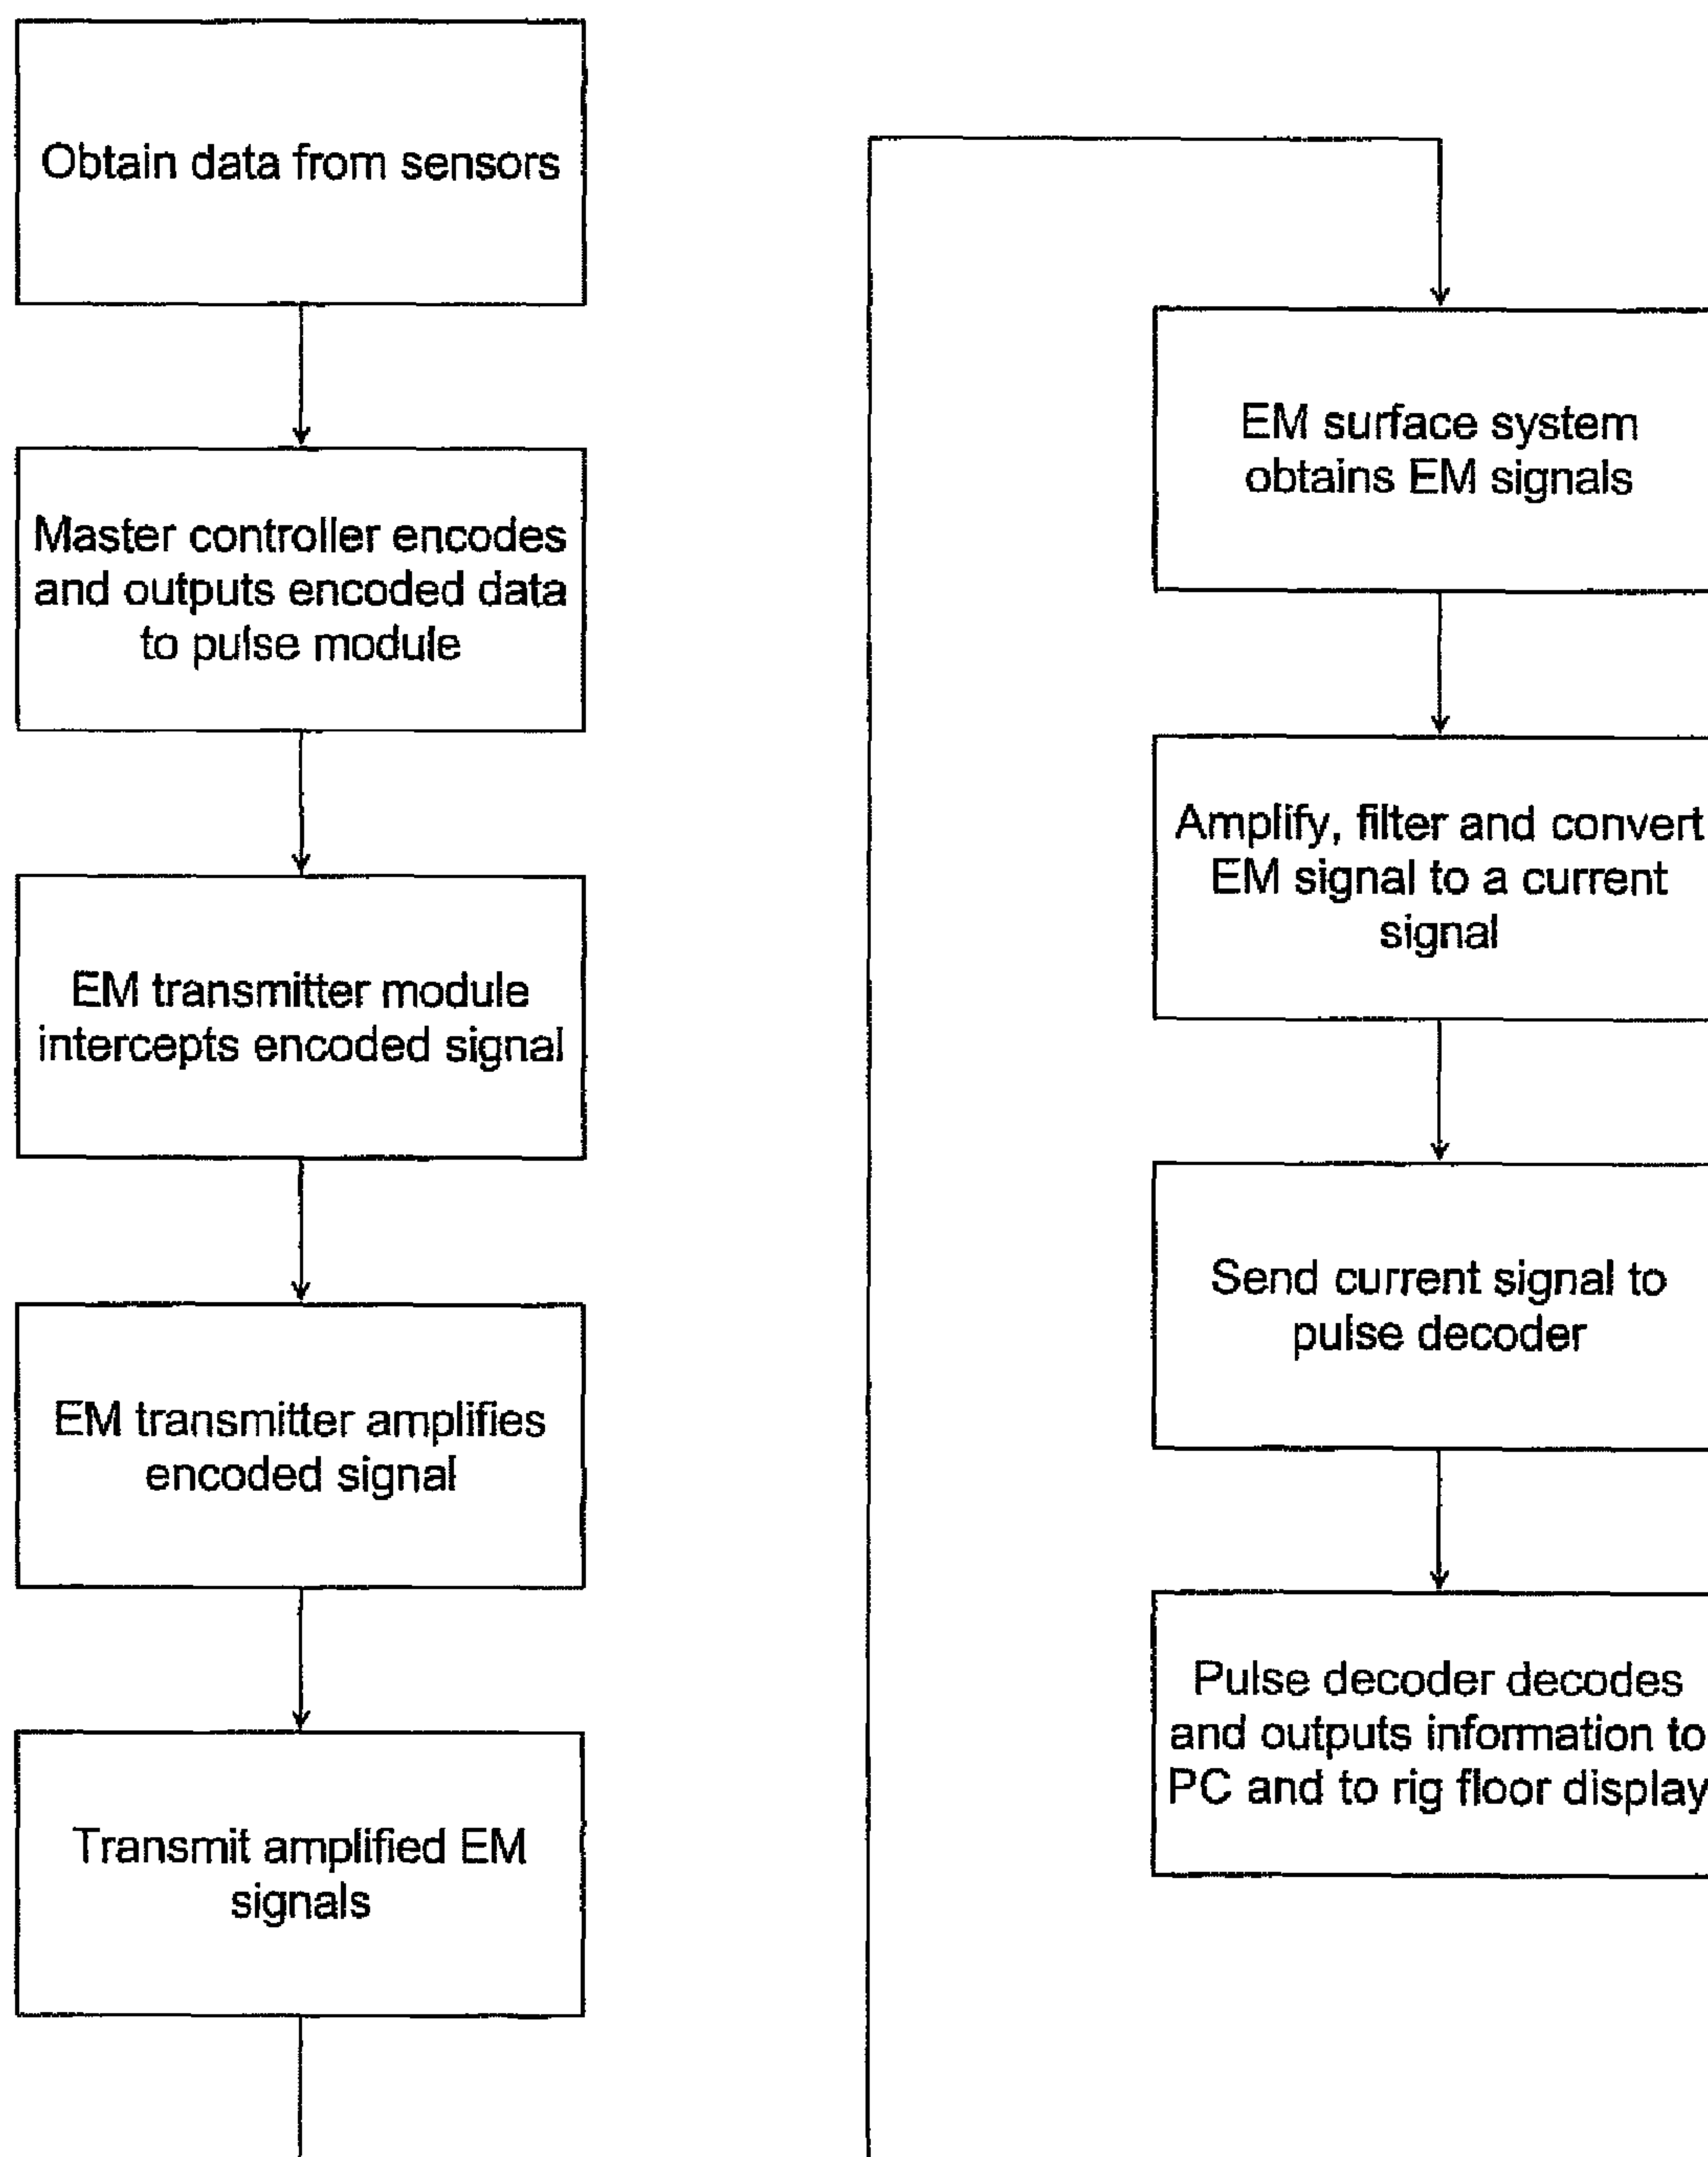 Obtain data from sensors
Master controller encodes
and outputs encoded data
to pulse module
EM transmitter module
intercepts encoded signal
EM transmitter amplifies
encoded signal
Transmit amplified EM
signals
EM surface system
obtains EM signals
Amplify, filter and convert
EM signal to a current
signal
Send current signal to
pulse decoder
Pulse decoder decodes
and outputs information to
PC and to rig floor display